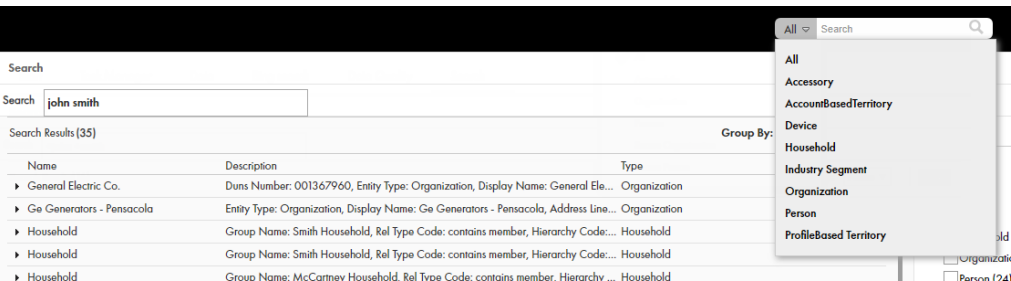 All Search
All
Accessory
AccountBasedTerritory
Device
Household
Industry Segment
Organization
Person
ProfileBased Territory
Search
Search john smith
Search Results (35) Group By:
Name Description Type
General Electric Co. Duns Number: 001367960, Entity Type: Organization, Display Name: General Ele... Organization
Ge Generators - Pensacola Entity Type: Organization, Display Name: Ge Generators - Pensacola, Address Line... Organization
Household Group Name: Smith Household, Rel Type Code: contains member, Hierarchy Code:... Household
Household Group Name: Smith Household, Rel Type Code: contains member, Hierarchy Code:... Household
Household Group Name: McCartney Household, Rel Type Code: contains member, Hierarchy ... Household
Person (24)